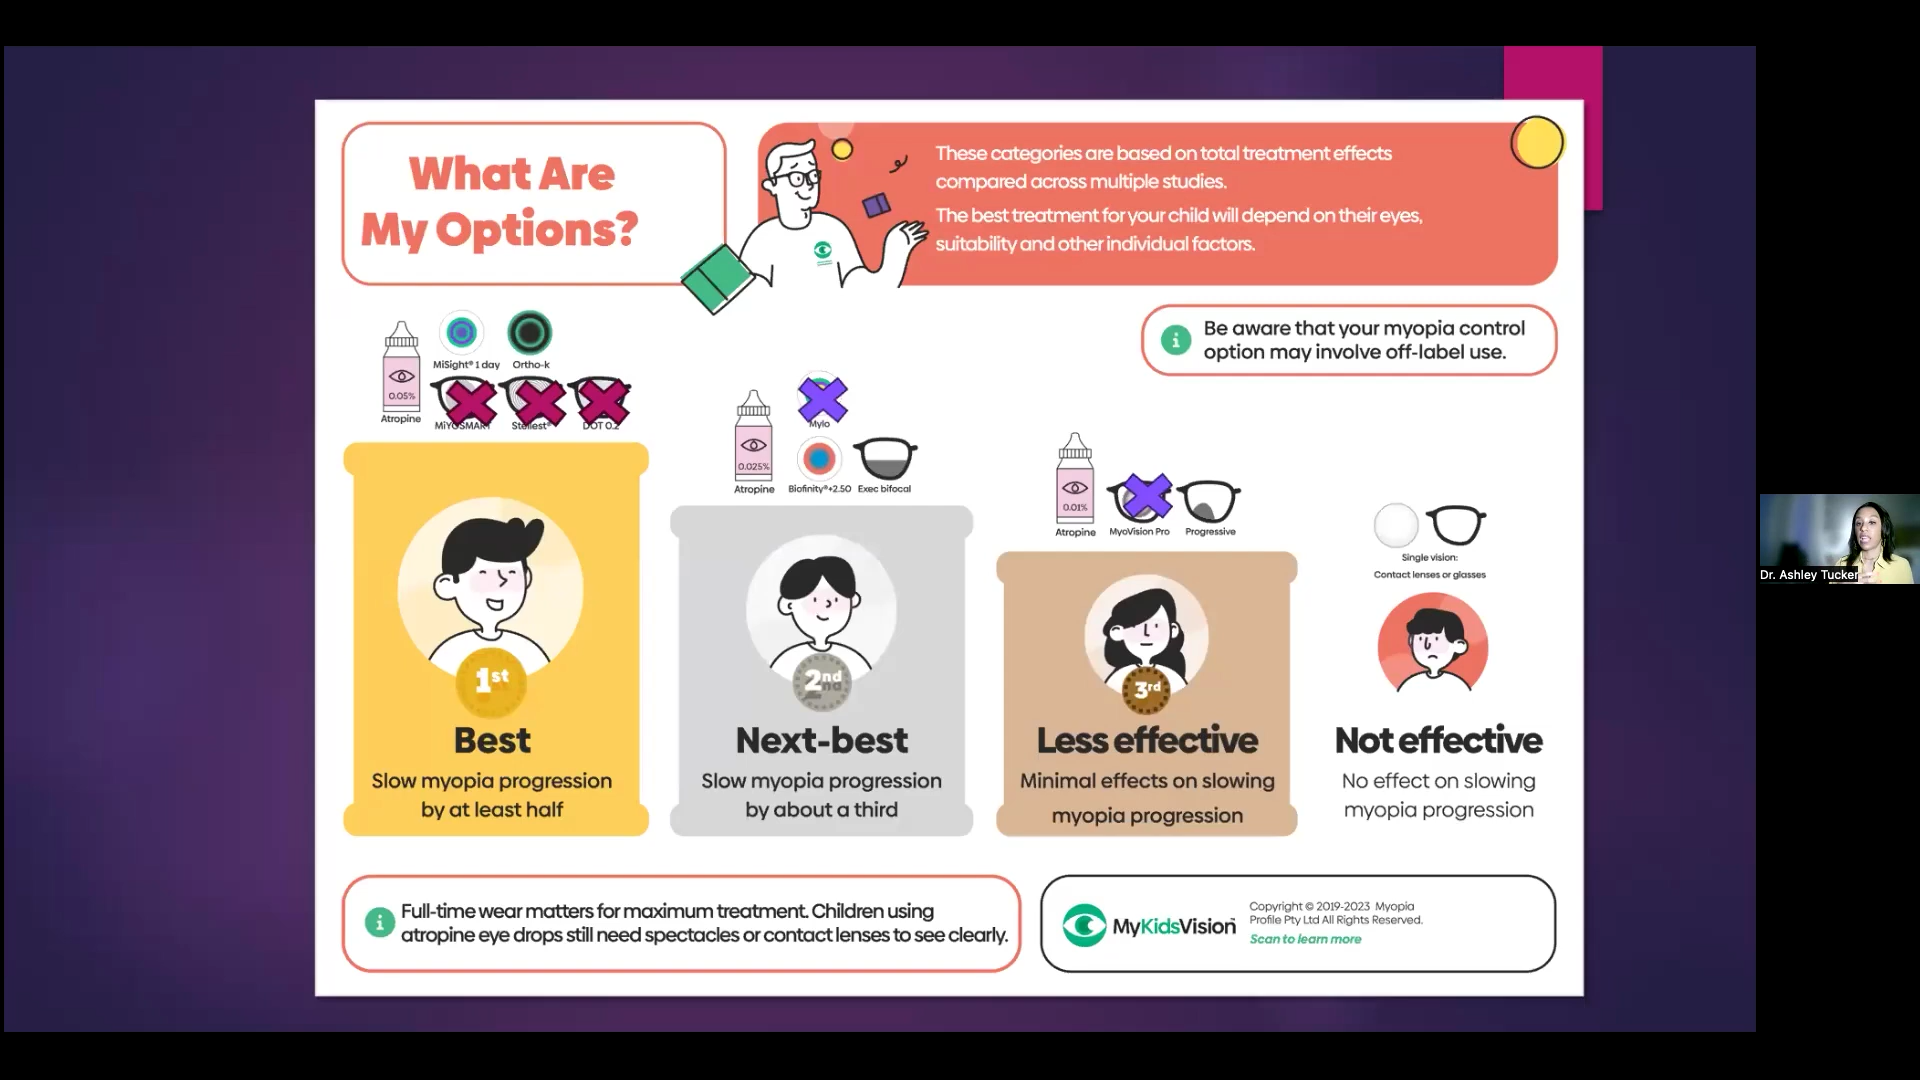 What Are
My Options?
These categories are based on total treatment effects
compared across multiple studies.
The best treatment for your child will depend on their eyes,
suitability and other individual factors.
Be aware that your myopia control
option may involve off-label use.
MiSight® 1 day
Ortho-k
0.05%
Atropine
MiYOSMART
Stellest®
DOT 0.2
Mylo
0.025%
Atropine
Biofinity®+2.50
Exec bifocal
0.01%
Atropine
MyoVision Pro
Progressive
Single vision:
Contact lenses or glasses
1st
Best
Slow myopia progression
by at least half
2nd
Next-best
Slow myopia progression
by about a third
3rd
Less effective
Minimal effects on slowing
myopia progression
Not effective
No effect on slowing
myopia progression
Full-time wear matters for maximum treatment. Children using
atropine eye drops still need spectacles or contact lenses to see clearly.
MyKidsVision™
Copyright © 2019-2023 Myopia
Profile Pty Ltd All Rights Reserved.
Scan to learn more
Dr. Ashley Tucker